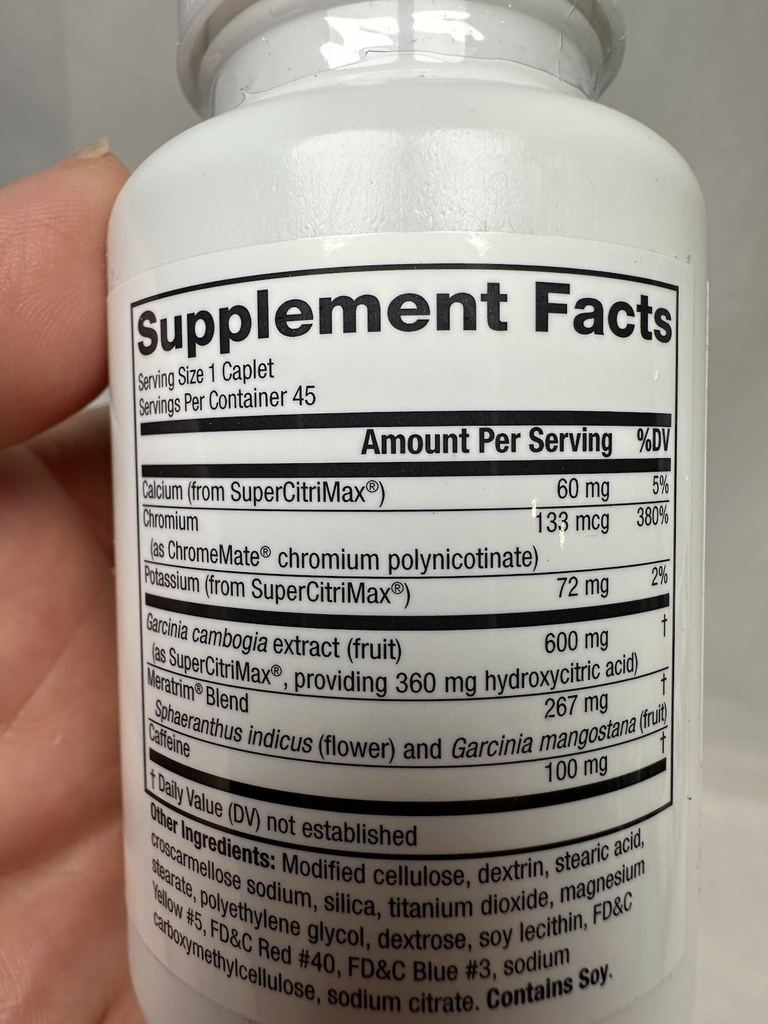 Supplement Facts
Serving Size 1 Caplet
Servings Per Container 45
Amount Per Serving %DV
Calcium (from SuperCitriMax®) 60 mg 5%
Chromium 133 mcg 380%
(as ChromeMate® chromium polynicotinate)
Potassium (from SuperCitriMax®) 72 mg 2%
Garcinia cambogia extract (fruit) 600 mg †
(as SuperCitriMax®, providing 360 mg hydroxycitric acid)
Meratrim® Blend 267 mg †
Sphaeranthus indicus (flower) and Garcinia mangostana (fruit)
Caffeine 100 mg †
† Daily Value (DV) not established
Other Ingredients: Modified cellulose, dextrin, stearic acid,
croscarmellose sodium, silica, titanium dioxide, magnesium
stearate, polyethylene glycol, dextrose, soy lecithin, FD&C
Yellow #5, FD&C Red #40, FD&C Blue #3, sodium
carboxymethylcellulose, sodium citrate. Contains Soy.